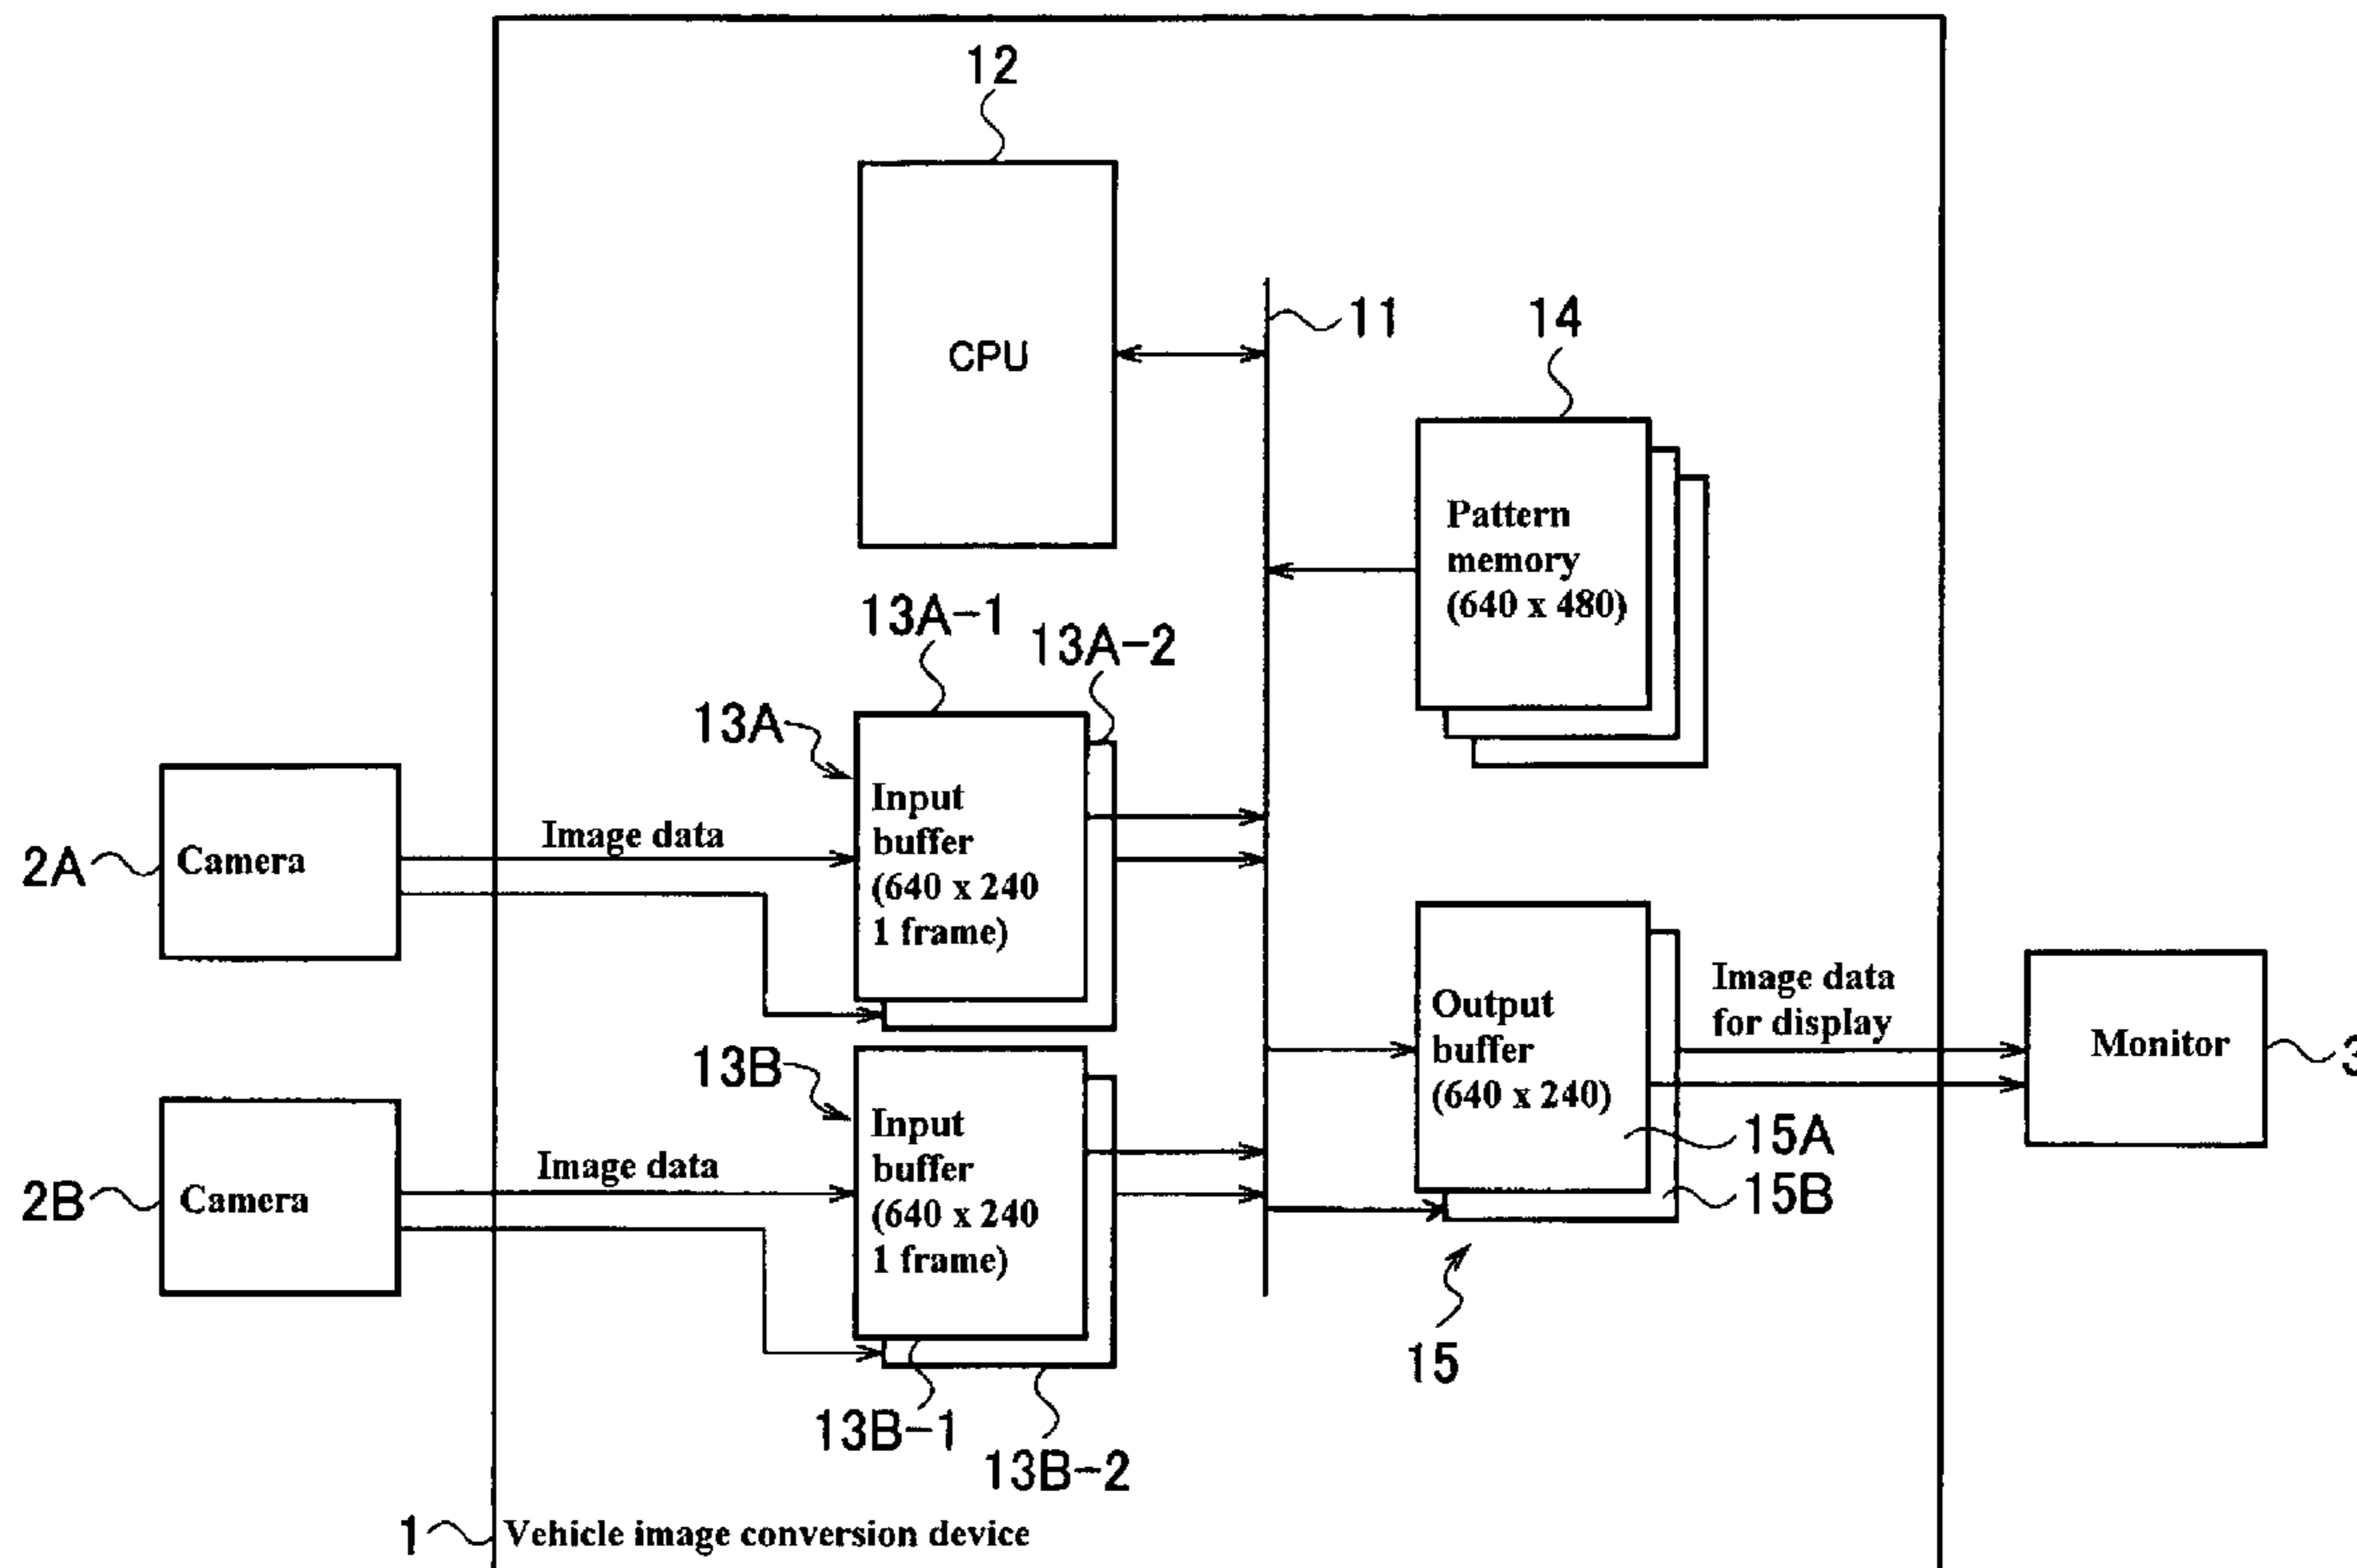 12
CPU
11
14
Pattern
memory
(640 x 480)
13A-1
13A-2
13A
Input
buffer
(640 x 240
1 frame)
2A
Camera
Image data
13B
Input
buffer
(640 x 240
1 frame)
2B
Camera
Image data
13B-1
13B-2
Output
buffer
(640 x 240)
Image data
for display
15A
15B
15
Monitor
3
1
Vehicle image conversion device